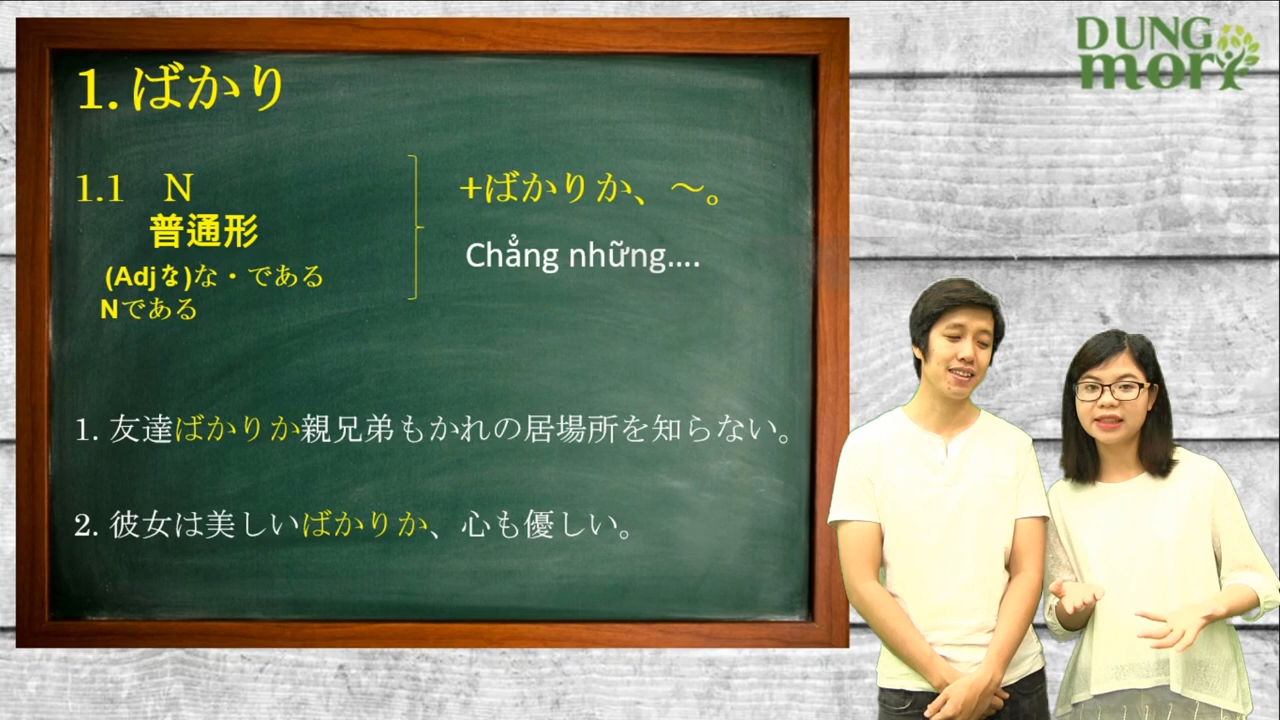 DUNG
mori
1. ばかり
1.1 N
普通形
(Adjな)な・である
Nである
+ばかりか、～。
Chẳng những....
1. 友達ばかりか親兄弟もかれの居場所を知らない。
2. 彼女は美しいばかりか、心も優しい。